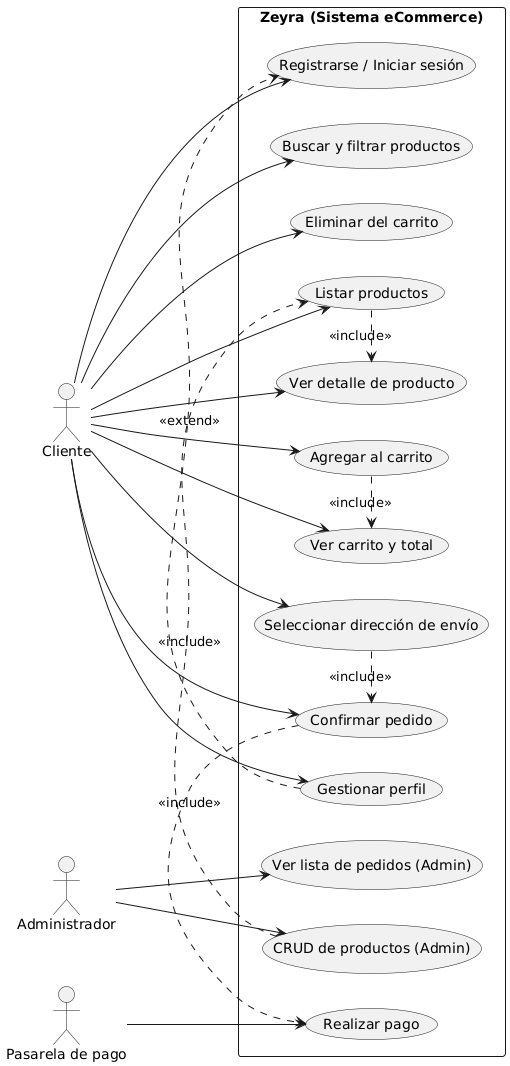 Zeyra (Sistema eCommerce)
Registrarse / Iniciar sesión
Buscar y filtrar productos
Eliminar del carrito
Listar productos
«include»
Ver detalle de producto
«extend»
Cliente
Agregar al carrito
«include»
Ver carrito y total
Seleccionar dirección de envío
«include»
«include»
Confirmar pedido
Gestionar perfil
«include»
Ver lista de pedidos (Admin)
Administrador
CRUD de productos (Admin)
Realizar pago
Pasarela de pago